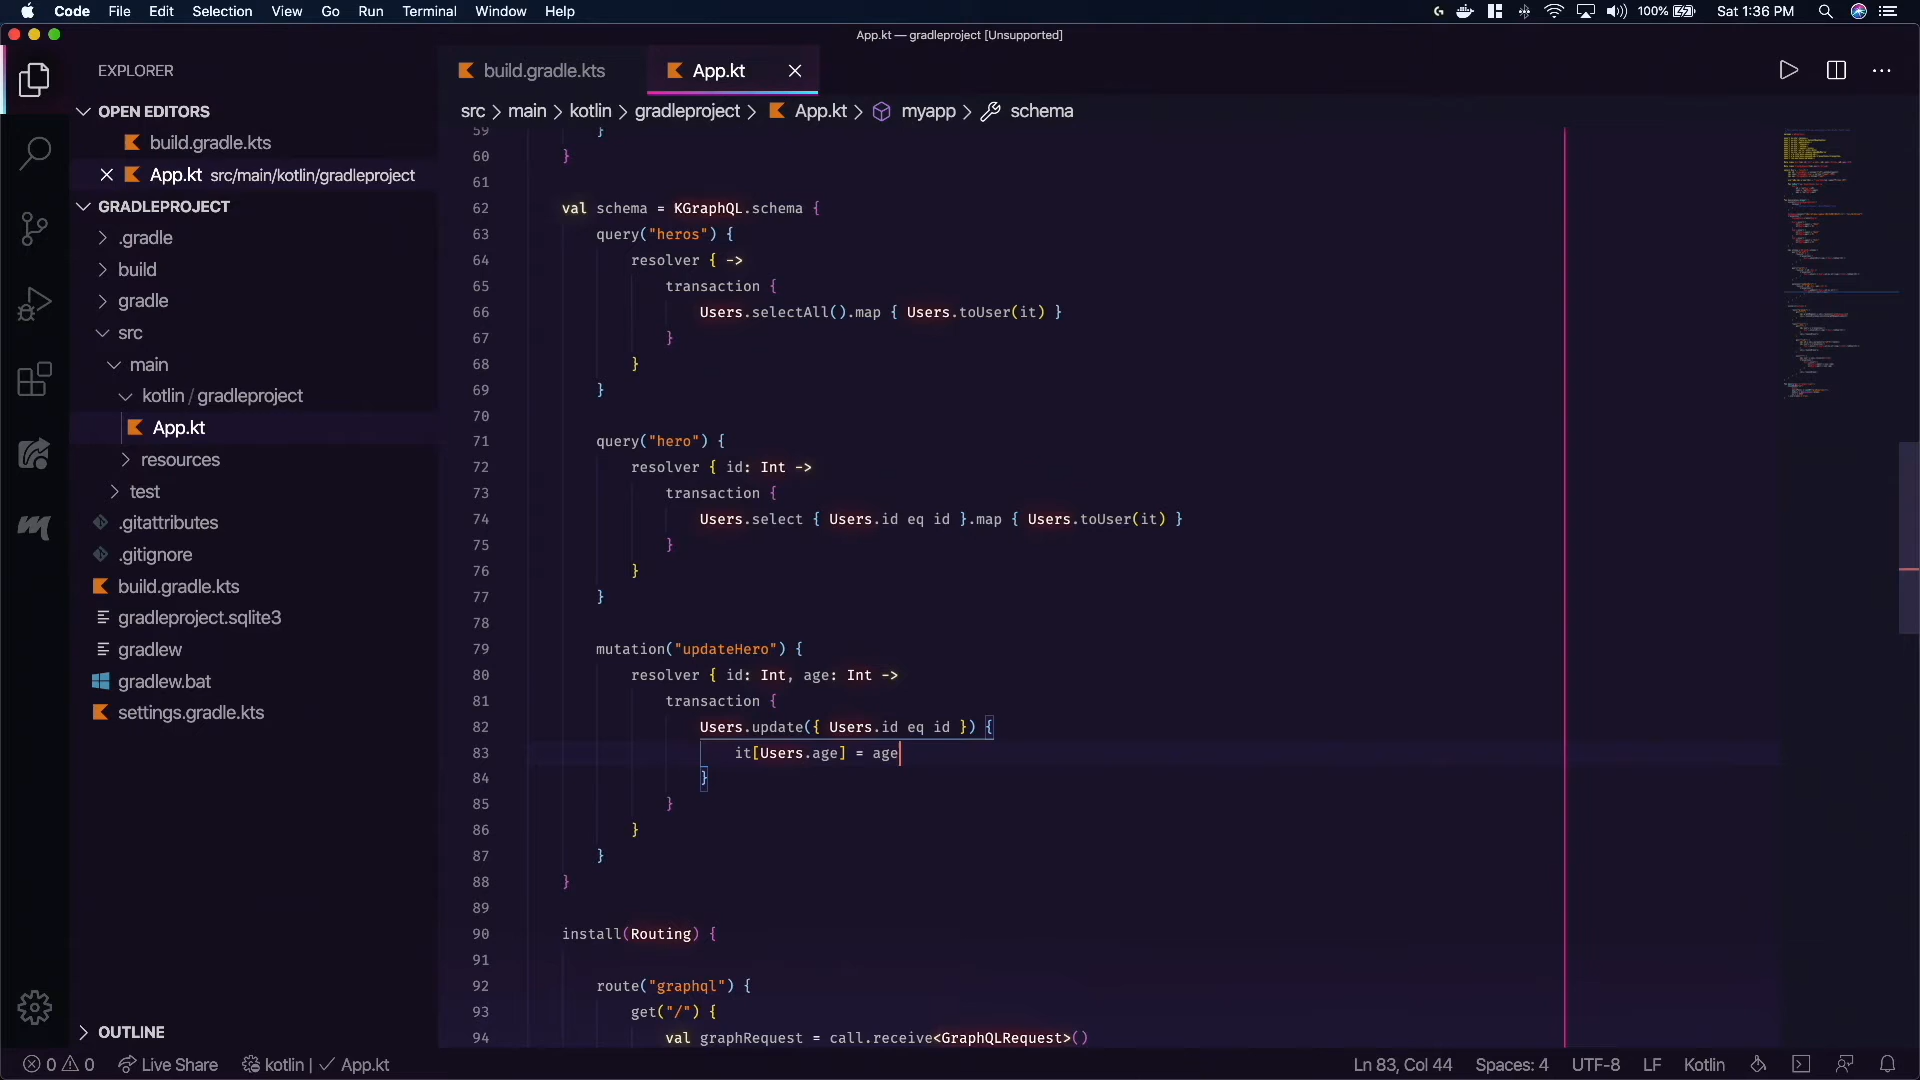 Code File Edit Selection View Go Run Terminal Window Help 100% Sat 1:36 PM
App.kt — gradleproject [Unsupported]
EXPLORER
OPEN EDITORS
build.gradle.kts
App.kt src/main/kotlin/gradleproject
GRADLEPROJECT
.gradle
build
gradle
src
main
kotlin / gradleproject
App.kt
resources
test
.gitattributes
.gitignore
build.gradle.kts
gradleproject.sqlite3
gradlew
gradlew.bat
settings.gradle.kts
OUTLINE
build.gradle.kts App.kt
src > main > kotlin > gradleproject > App.kt > myapp > schema
59 }
60 }
61
62 val schema = KGraphQL.schema {
63 query("heros") {
64 resolver { ->
65 transaction {
66 Users.selectAll().map { Users.toUser(it) }
67 }
68 }
69 }
70
71 query("hero") {
72 resolver { id: Int ->
73 transaction {
74 Users.select { Users.id eq id }.map { Users.toUser(it) }
75 }
76 }
77 }
78
79 mutation("updateHero") {
80 resolver { id: Int, age: Int ->
81 transaction {
82 Users.update({ Users.id eq id }) {
83 it[Users.age] = age
84 }
85 }
86 }
87 }
88 }
89
90 install(Routing) {
91
92 route("graphql") {
93 get("/") {
94 val graphRequest = call.receive<GraphQLRequest>()
0 0 Live Share kotlin | ✓ App.kt Ln 83, Col 44 Spaces: 4 UTF-8 LF Kotlin